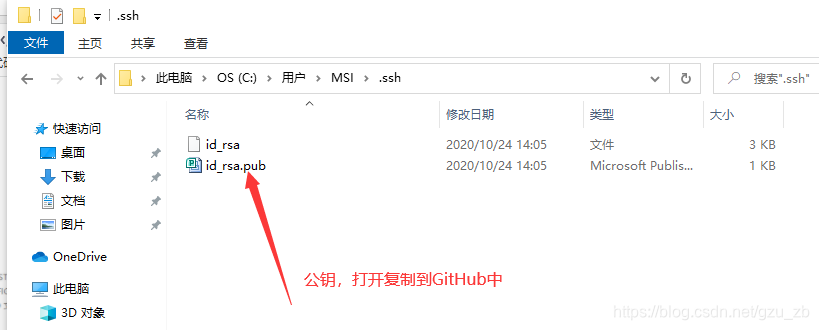 .ssh
文件 主页 共享 查看
此电脑 OS (C:) 用户 MSI .ssh 搜索".ssh"
名称 修改日期 类型 大小
快速访问
桌面
下载
文档
图片
OneDrive
此电脑
3D 对象
id_rsa 2020/10/24 14:05 文件 3 KB
id_rsa.pub 2020/10/24 14:05 Microsoft Publis... 1 KB
公钥，打开复制到GitHub中
https://blog.csdn.net/gzu_zb